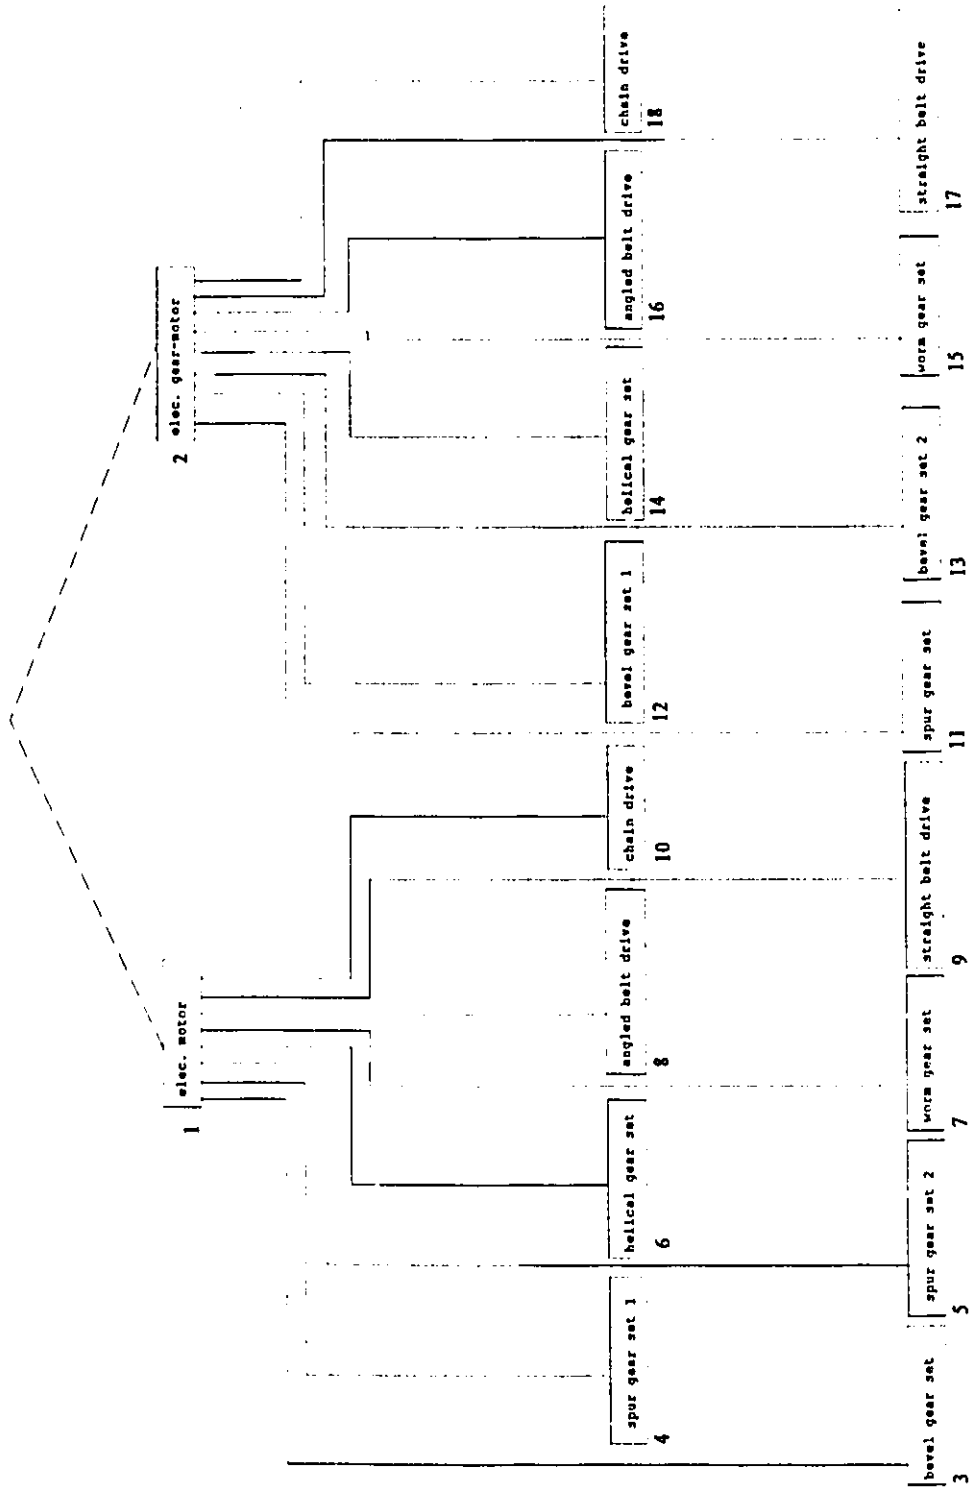 elec. motor
1
elec. gear-motor
2
bevel gear set
3
spur gear set 1
4
spur gear set 2
5
helical gear set
6
worm gear set
7
angled belt drive
8
straight belt drive
9
chain drive
10
spur gear set
11
bevel gear set 1
12
bevel gear set 2
13
helical gear set
14
worm gear set
15
angled belt drive
16
straight belt drive
17
chain drive
18